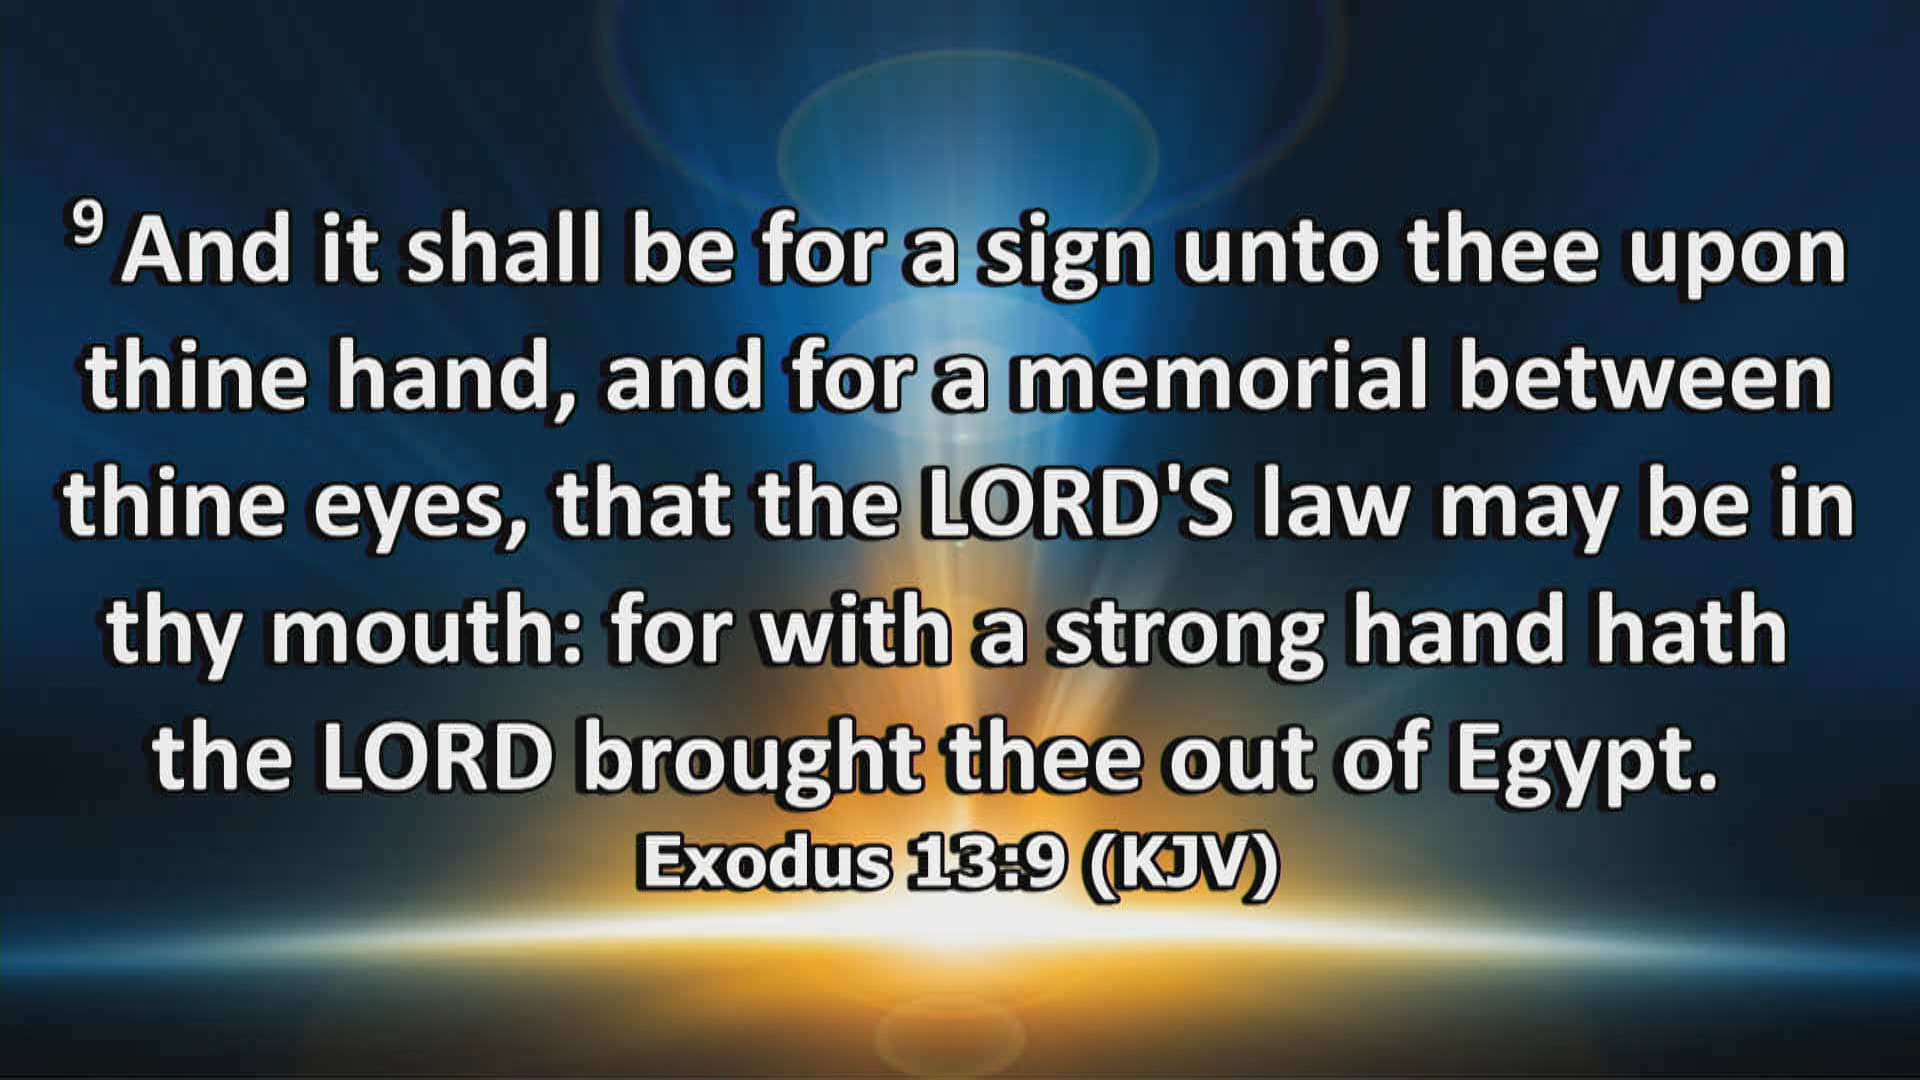 9 And it shall be for a sign unto thee upon
thine hand, and for a memorial between
thine eyes, that the LORD'S law may be in
thy mouth: for with a strong hand hath
the LORD brought thee out of Egypt.
Exodus 13:9 (KJV)